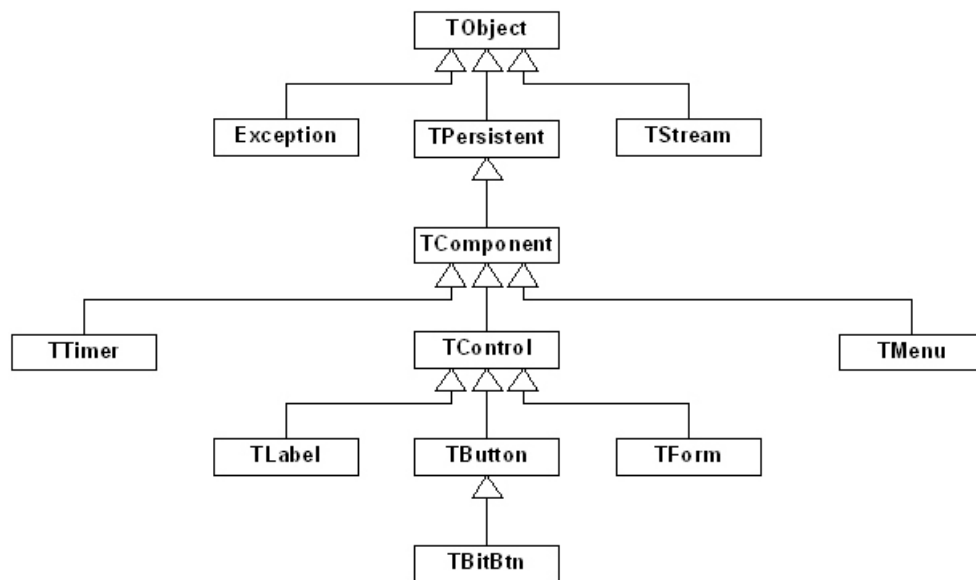 TObject
Exception
TPersistent
TStream
TComponent
TTimer
TControl
TMenu
TLabel
TButton
TForm
TBitBtn